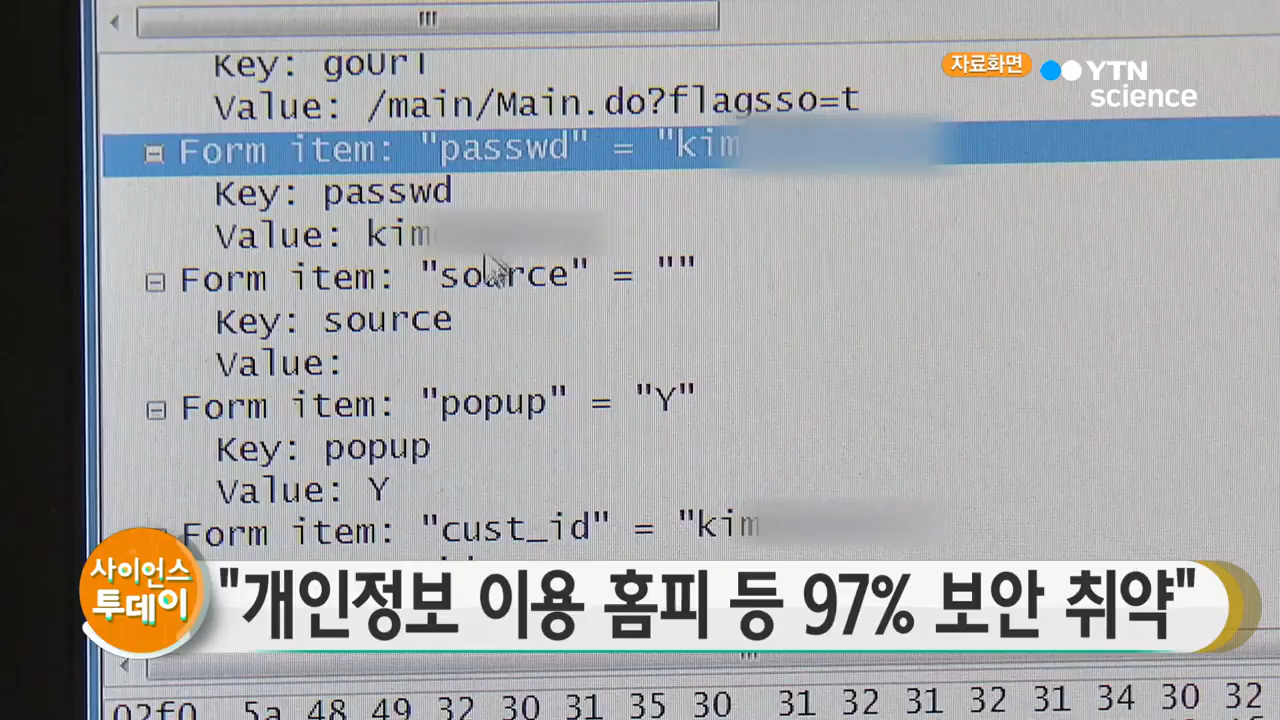 Key: goUrl
자료화면
YTN
science
Value: /main/Main.do?flagsso=t
Form item: "passwd" = "kim
Key: passwd
Value: kim
Form item: "source" = ""
Key: source
Value:
Form item: "popup" = "Y"
Key: popup
Value: Y
Form item: "cust_id" = "kim
사이언스
투데이
"개인정보 이용 홈피 등 97% 보안 취약"
02f0 5a 48 49 32 30 31 35 30 31 32 31 32 31 34 30 32